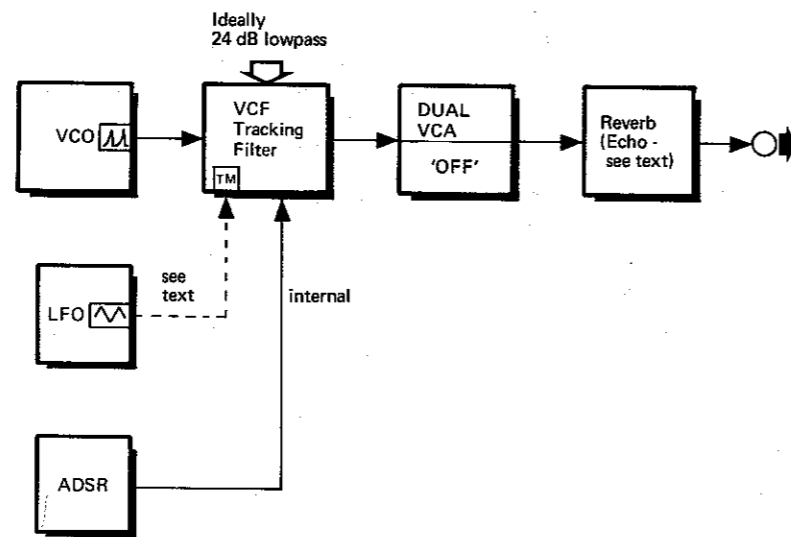 Ideally
24 dB lowpass
VCO
VCF
Tracking
Filter
TM
DUAL
VCA
'OFF'
Reverb
(Echo -
see text)
see
text
internal
LFO
ADSR